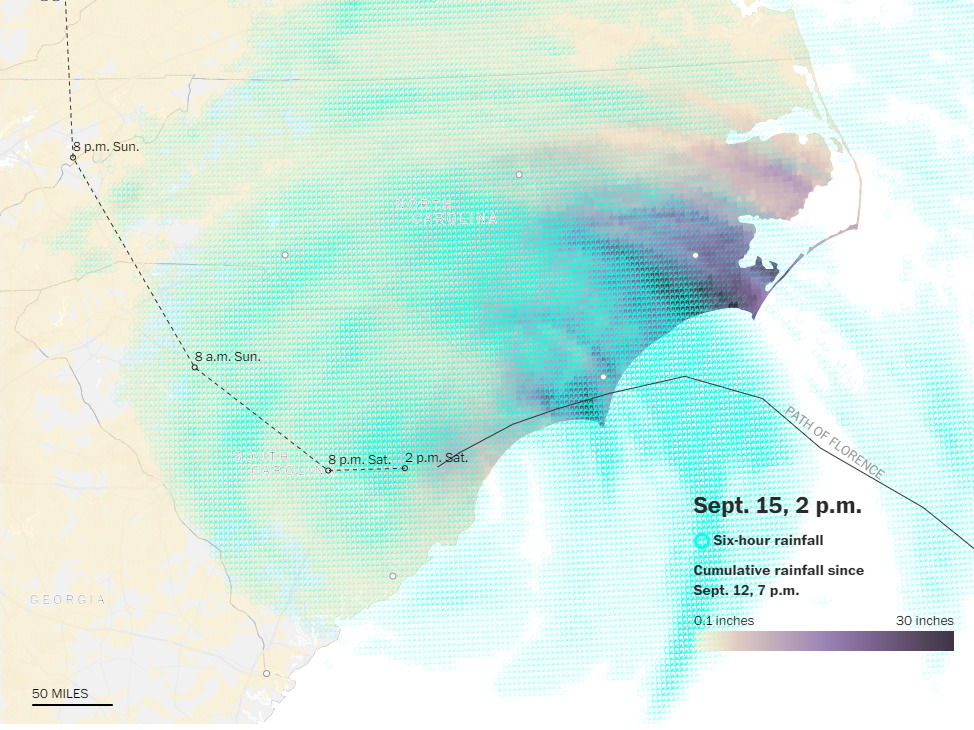 8 p.m. Sun.
NORTH
CAROLINA
8 a.m. Sun.
PATH OF FLORENCE
SOUTH
CAROLINA
8 p.m. Sat.
2 p.m. Sat.
Sept. 15, 2 p.m.
Six-hour rainfall
Cumulative rainfall since
Sept. 12, 7 p.m.
GEORGIA
0.1 inches
30 inches
50 MILES